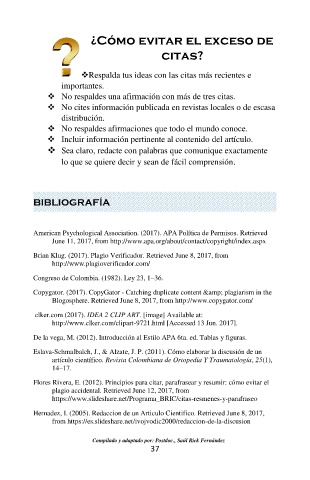 ¿CÓMO EVITAR EL EXCESO DE
CITAS?
❖Respalda tus ideas con las citas más recientes e
importantes.
❖ No respaldes una afirmación con más de tres citas.
❖ No cites información publicada en revistas locales o de escasa
distribución.
❖ No respaldes afirmaciones que todo el mundo conoce.
❖ Incluir información pertinente al contenido del artículo.
❖ Sea claro, redacte con palabras que comunique exactamente
lo que se quiere decir y sean de fácil comprensión.
BIBLIOGRAFÍA
American Psychological Association. (2017). APA Política de Permisos. Retrieved
June 11, 2017, from http://www.apa.org/about/contact/copyright/index.aspx
Brian Klug. (2017). Plagio Verificador. Retrieved June 8, 2017, from
http://www.plagioverificador.com/
Congreso de Colombia. (1982). Ley 23, 1–36.
Copygator. (2017). CopyGator - Catching duplicate content &amp; plagiarism in the
Blogosphere. Retrieved June 8, 2017, from http://www.copygator.com/
clker.com (2017). IDEA 2 CLIP ART. [image] Available at:
http://www.clker.com/clipart-9721.html [Accessed 13 Jun. 2017].
De la vega, M. (2012). Introducción al Estilo APA 6ta. ed. Tablas y figuras.
Eslava-Schmalbalch, J., & Alzate, J. P. (2011). Cómo elaborar la discusión de un
artículo científico. Revista Colombiana de Ortopedia Y Traumatologia, 25(1),
14–17.
Flores Rivera, E. (2012). Principios para citar, parafrasear y resumir: cómo evitar el
plagio accidental. Retrieved June 12, 2017, from
https://www.slideshare.net/Programa_BRIC/citas-resmenes-y-parafraseo
Hernadez, I. (2005). Redaccion de un Articulo Cientifico. Retrieved June 8, 2017,
from https://es.slideshare.net/ivojvodic2000/redaccion-de-la-discusion
Compilado y adaptado por: Postdoc., Saúl Rick Fernández
37